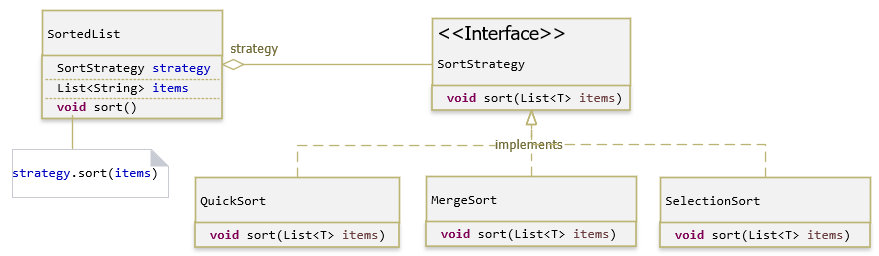 SortedList
SortStrategy strategy
List<String> items
void sort()
strategy.sort(items)
strategy
<<Interface>>
SortStrategy
void sort(List<T> items)
implements
QuickSort
void sort(List<T> items)
MergeSort
void sort(List<T> items)
SelectionSort
void sort(List<T> items)